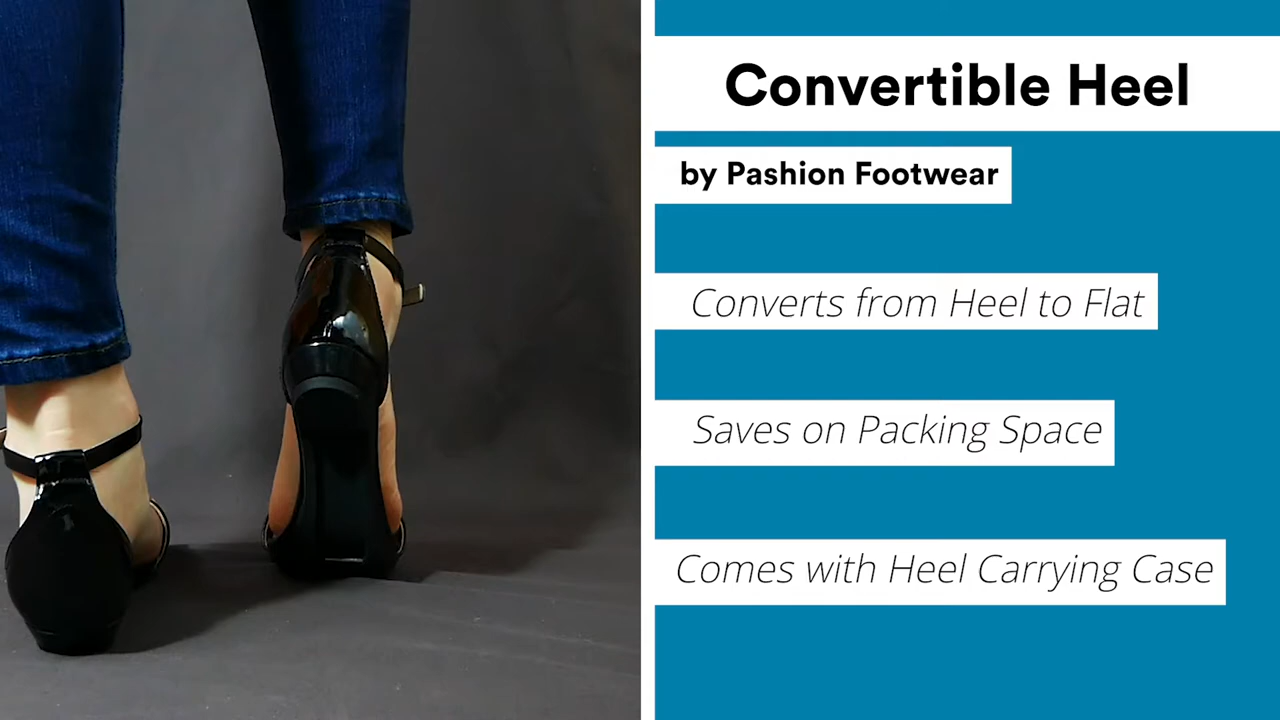 Convertible Heel
by Pashion Footwear
Converts from Heel to Flat
Saves on Packing Space
Comes with Heel Carrying Case